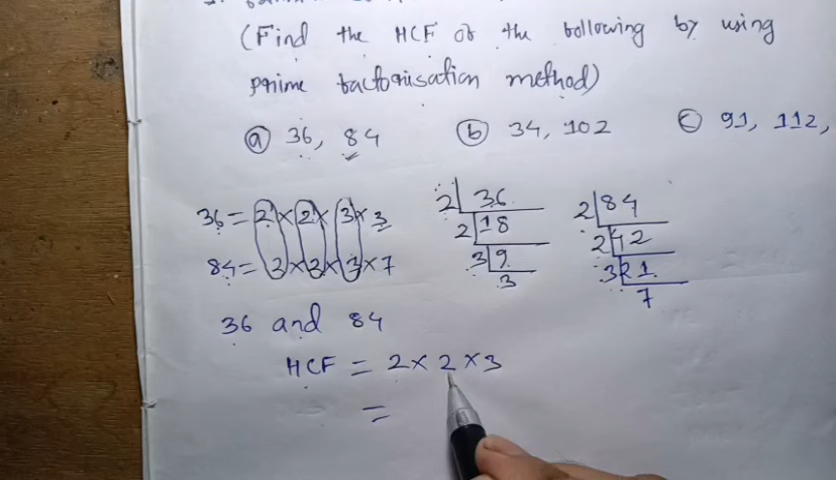 (Find the HCF of the following by using
prime factorisation method)
ⓐ 36, 84 ⓑ 34, 102 ⓒ 91, 112,
36 = 2 × 2 × 3 × 3
84 = 2 × 2 × 3 × 7
2 36
2 18
3 9
3
2 84
2 42
3 21
7
36 and 84
HCF = 2 × 2 × 3
=